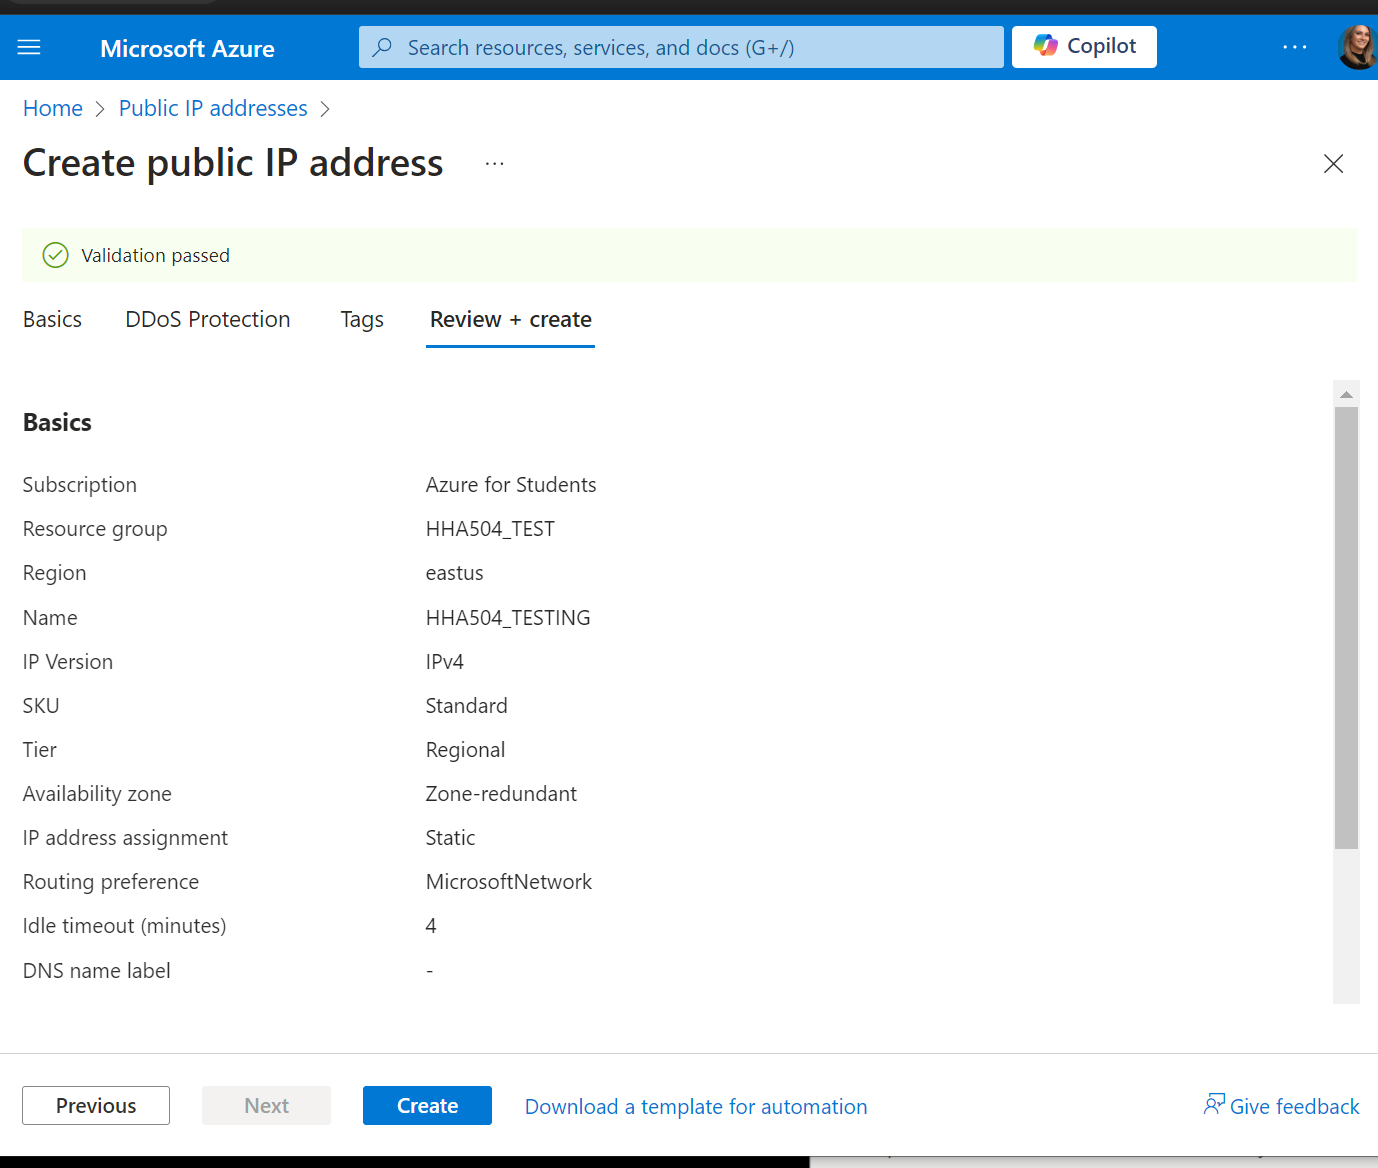 Microsoft Azure
Search resources, services, and docs (G+/)
Copilot
Home > Public IP addresses >
Create public IP address ...
Validation passed
Basics DDoS Protection Tags Review + create
Basics
Subscription Azure for Students
Resource group HHA504_TEST
Region eastus
Name HHA504_TESTING
IP Version IPv4
SKU Standard
Tier Regional
Availability zone Zone-redundant
IP address assignment Static
Routing preference MicrosoftNetwork
Idle timeout (minutes) 4
DNS name label -
Previous Next Create Download a template for automation Give feedback